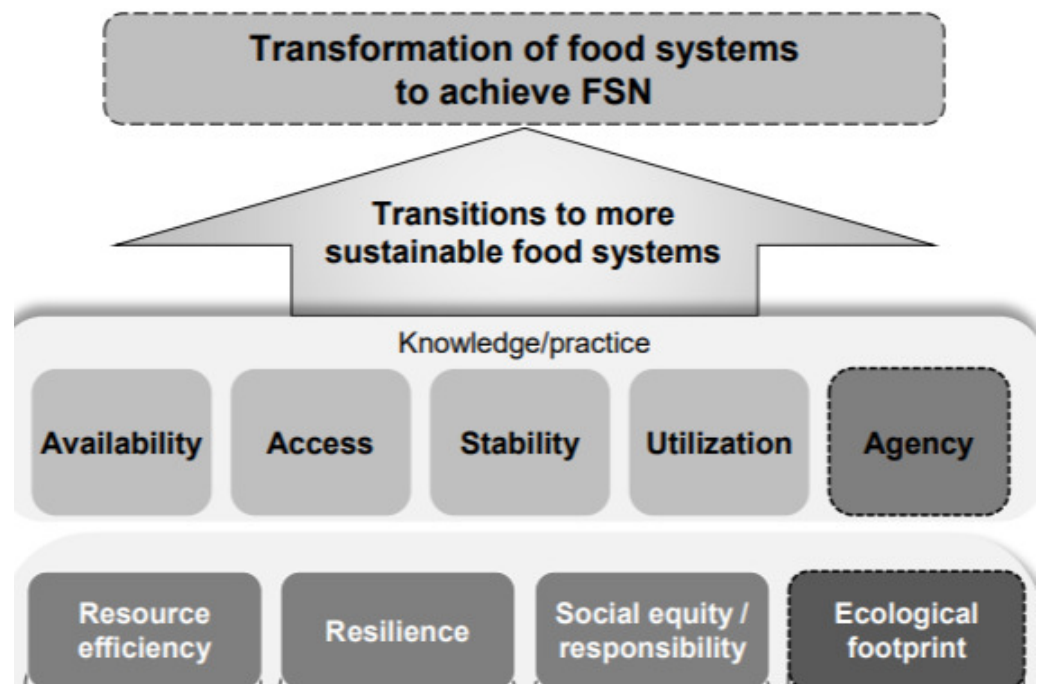 Transformation of food systems
to achieve FSN
Transitions to more
sustainable food systems
Knowledge/practice
Availability
Access
Stability
Utilization
Agency
Resource
efficiency
Resilience
Social equity /
responsibility
Ecological
footprint